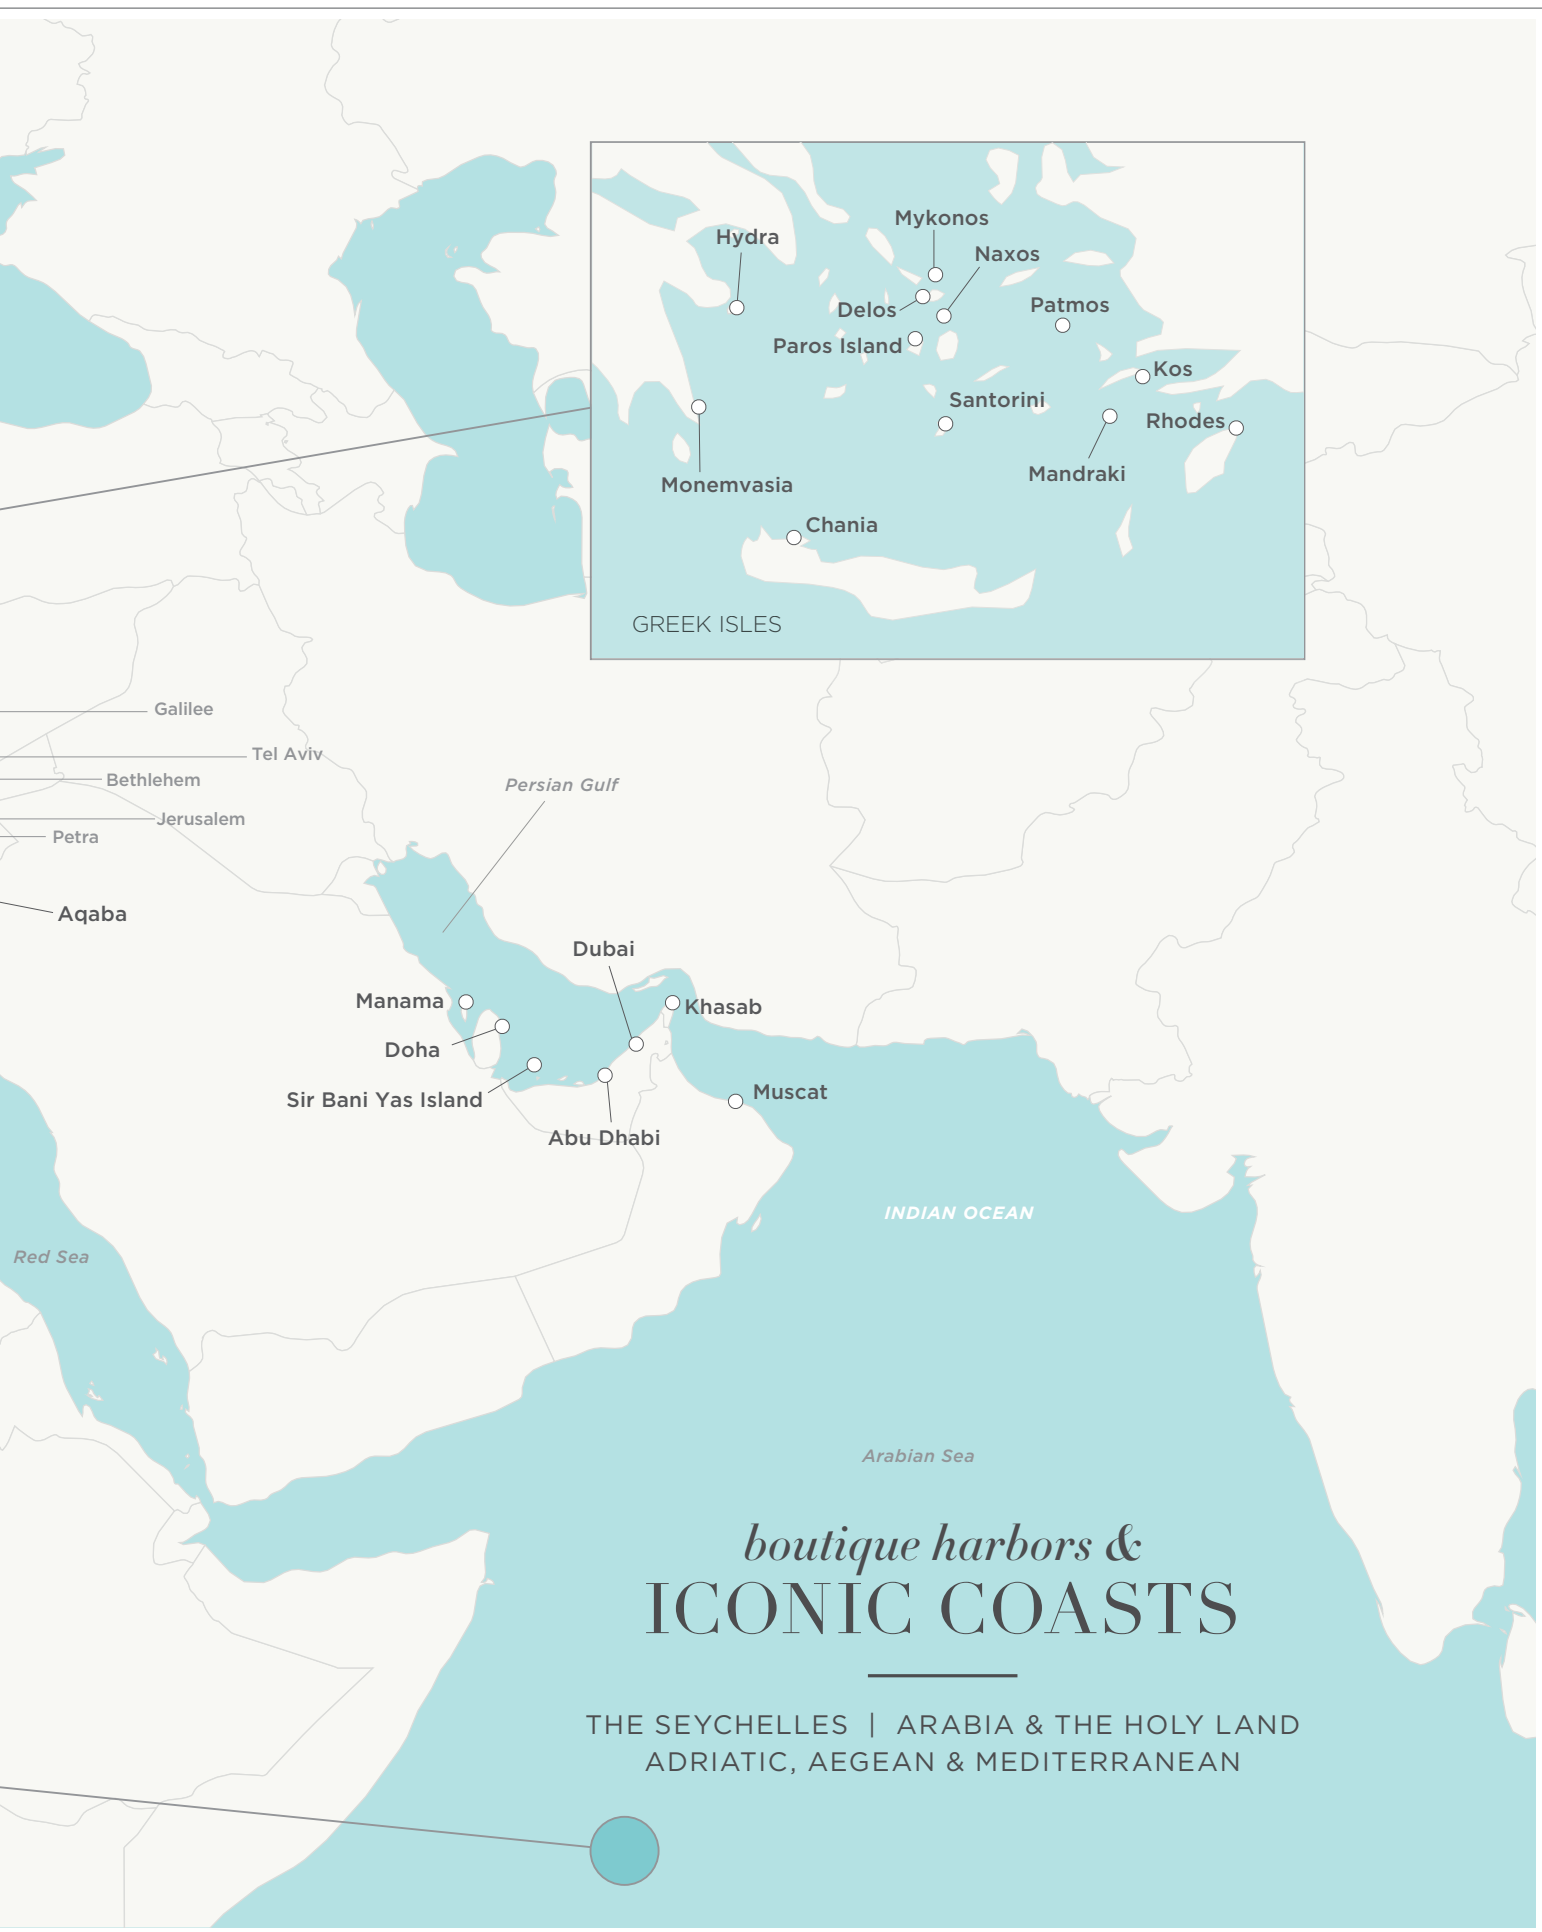 Mykonos
Hydra
Naxos
Delos
Patmos
Paros Island
Kos
Santorini
Rhodes
Mandraki
Monemvasia
Chania
GREEK ISLES
Galilee
Tel Aviv
Bethlehem
Persian Gulf
Jerusalem
Petra
Aqaba
Dubai
Manama
Khasab
Doha
Muscat
Sir Bani Yas Island
Abu Dhabi
INDIAN OCEAN
Red Sea
Arabian Sea
boutique harbors &
ICONIC COASTS
THE SEYCHELLES | ARABIA & THE HOLY LAND
ADRIATIC, AEGEAN & MEDITERRANEAN